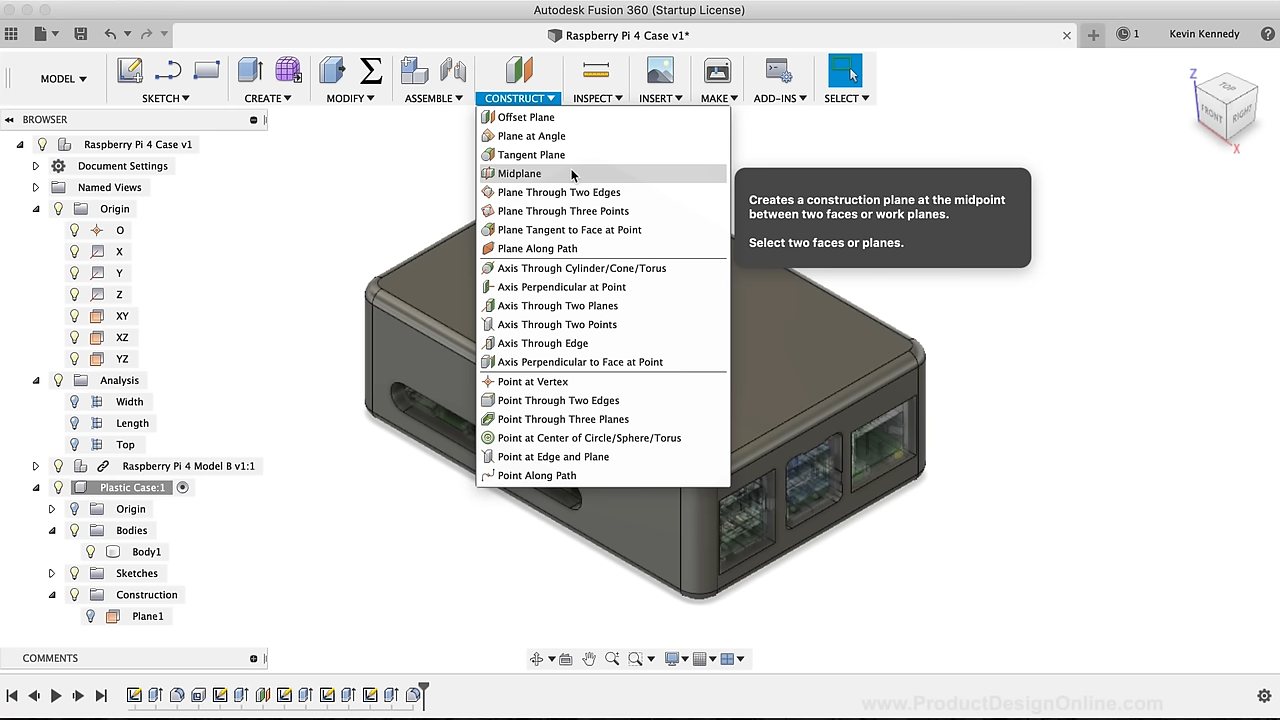 Autodesk Fusion 360 (Startup License)
Raspberry Pi 4 Case v1*
1
Kevin Kennedy
MODEL
SKETCH
CREATE
MODIFY
ASSEMBLE
CONSTRUCT
INSPECT
INSERT
MAKE
ADD-INS
SELECT
BROWSER
Raspberry Pi 4 Case v1
Document Settings
Named Views
Origin
O
X
Y
Z
XY
XZ
YZ
Analysis
Width
Length
Top
Raspberry Pi 4 Model B v1:1
Plastic Case:1
Origin
Bodies
Body1
Sketches
Construction
Plane1
Offset Plane
Plane at Angle
Tangent Plane
Midplane
Plane Through Two Edges
Plane Through Three Points
Plane Tangent to Face at Point
Plane Along Path
Axis Through Cylinder/Cone/Torus
Axis Perpendicular at Point
Axis Through Two Planes
Axis Through Two Points
Axis Through Edge
Axis Perpendicular to Face at Point
Point at Vertex
Point Through Two Edges
Point Through Three Planes
Point at Center of Circle/Sphere/Torus
Point at Edge and Plane
Point Along Path
Creates a construction plane at the midpoint
between two faces or work planes.
Select two faces or planes.
Z
TOP
FRONT
RIGHT
X
COMMENTS
www.ProductDesignOnline.com